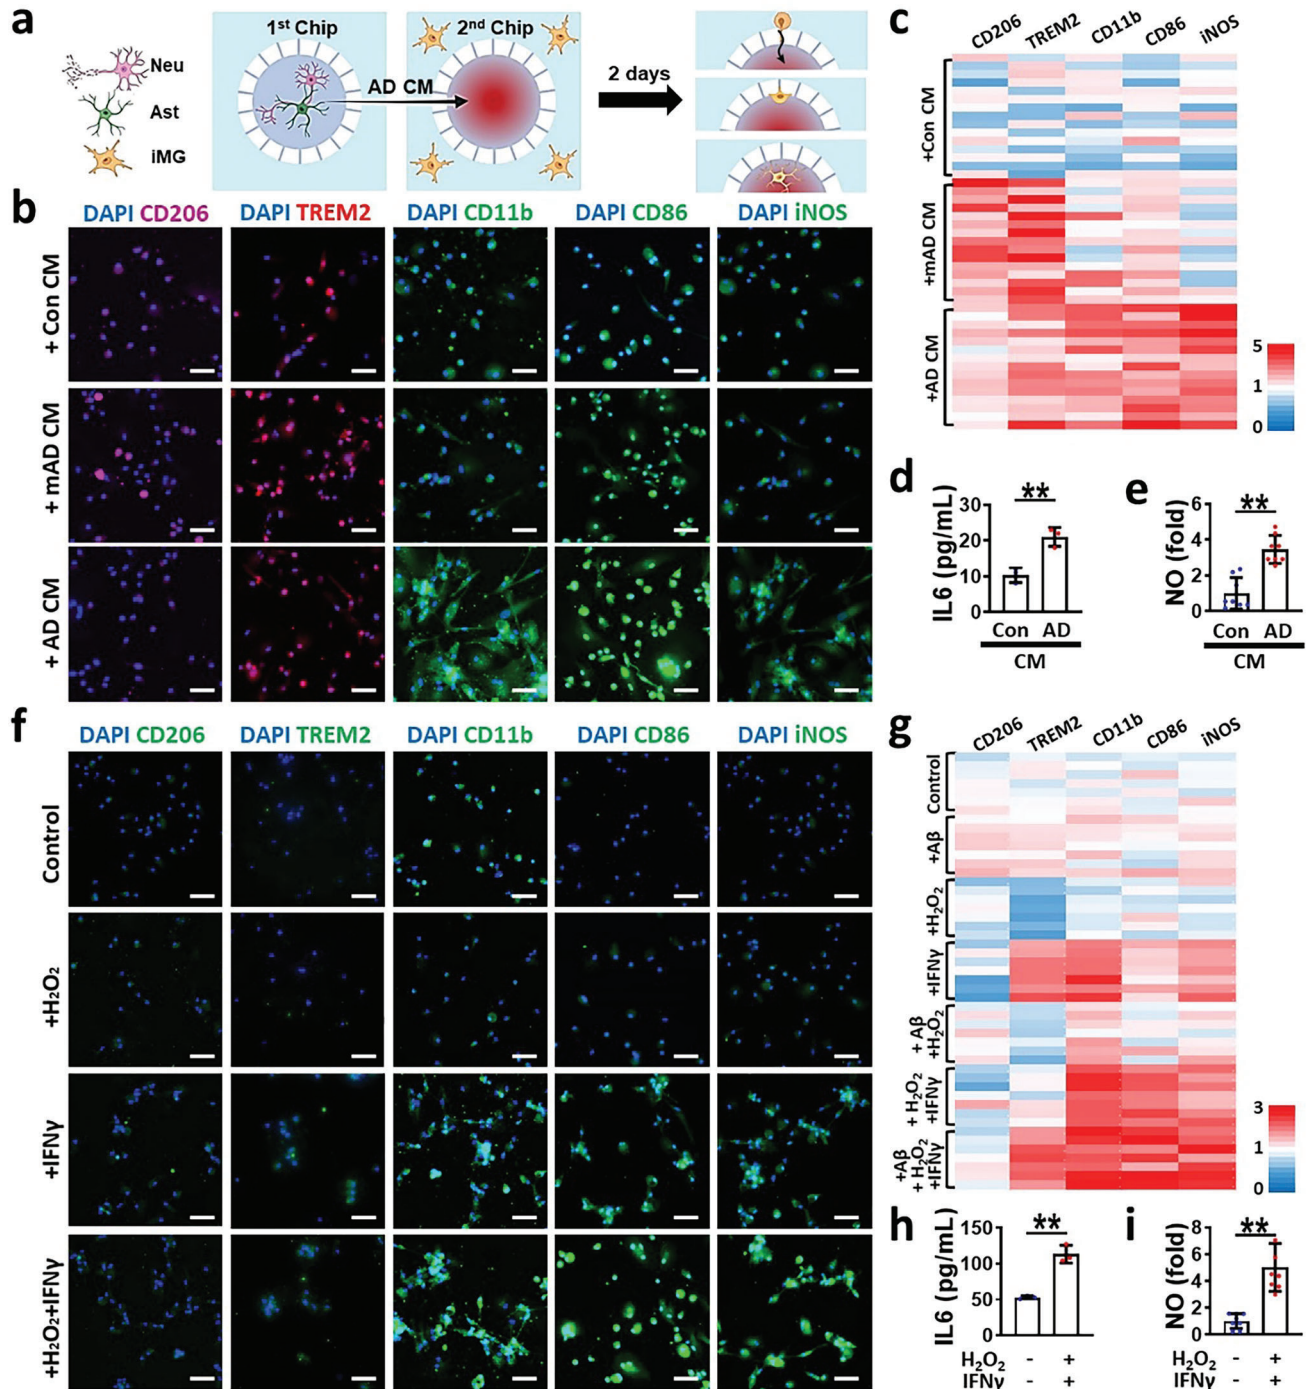 a
Neu
Ast
iMG
1st Chip
AD CM
2nd Chip
2 days
b
DAPI CD206
DAPI TREM2
DAPI CD11b
DAPI CD86
DAPI iNOS
+ Con CM
+ mAD CM
+ AD CM
c
CD206
TREM2
CD11b
CD86
iNOS
+Con CM
+mAD CM
+AD CM
5
1
0
d
IL6 (pg/mL)
30
20
10
0
**
Con AD
CM
e
NO (fold)
6
4
2
0
**
Con AD
CM
f
DAPI CD206
DAPI TREM2
DAPI CD11b
DAPI CD86
DAPI iNOS
Control
+H₂O₂
+IFNγ
+H₂O₂+IFNγ
g
CD206
TREM2
CD11b
CD86
iNOS
Control
+Aβ
+H₂O₂
+IFNγ
+ Aβ
+H₂O₂
+ H₂O₂
+IFNγ
+Aβ
+ H₂O₂
+IFNγ
3
1
0
h
IL6 (pg/mL)
150
100
50
0
**
H₂O₂ - +
IFNγ - +
i
NO (fold)
8
6
4
2
0
**
H₂O₂ - +
IFNγ - +